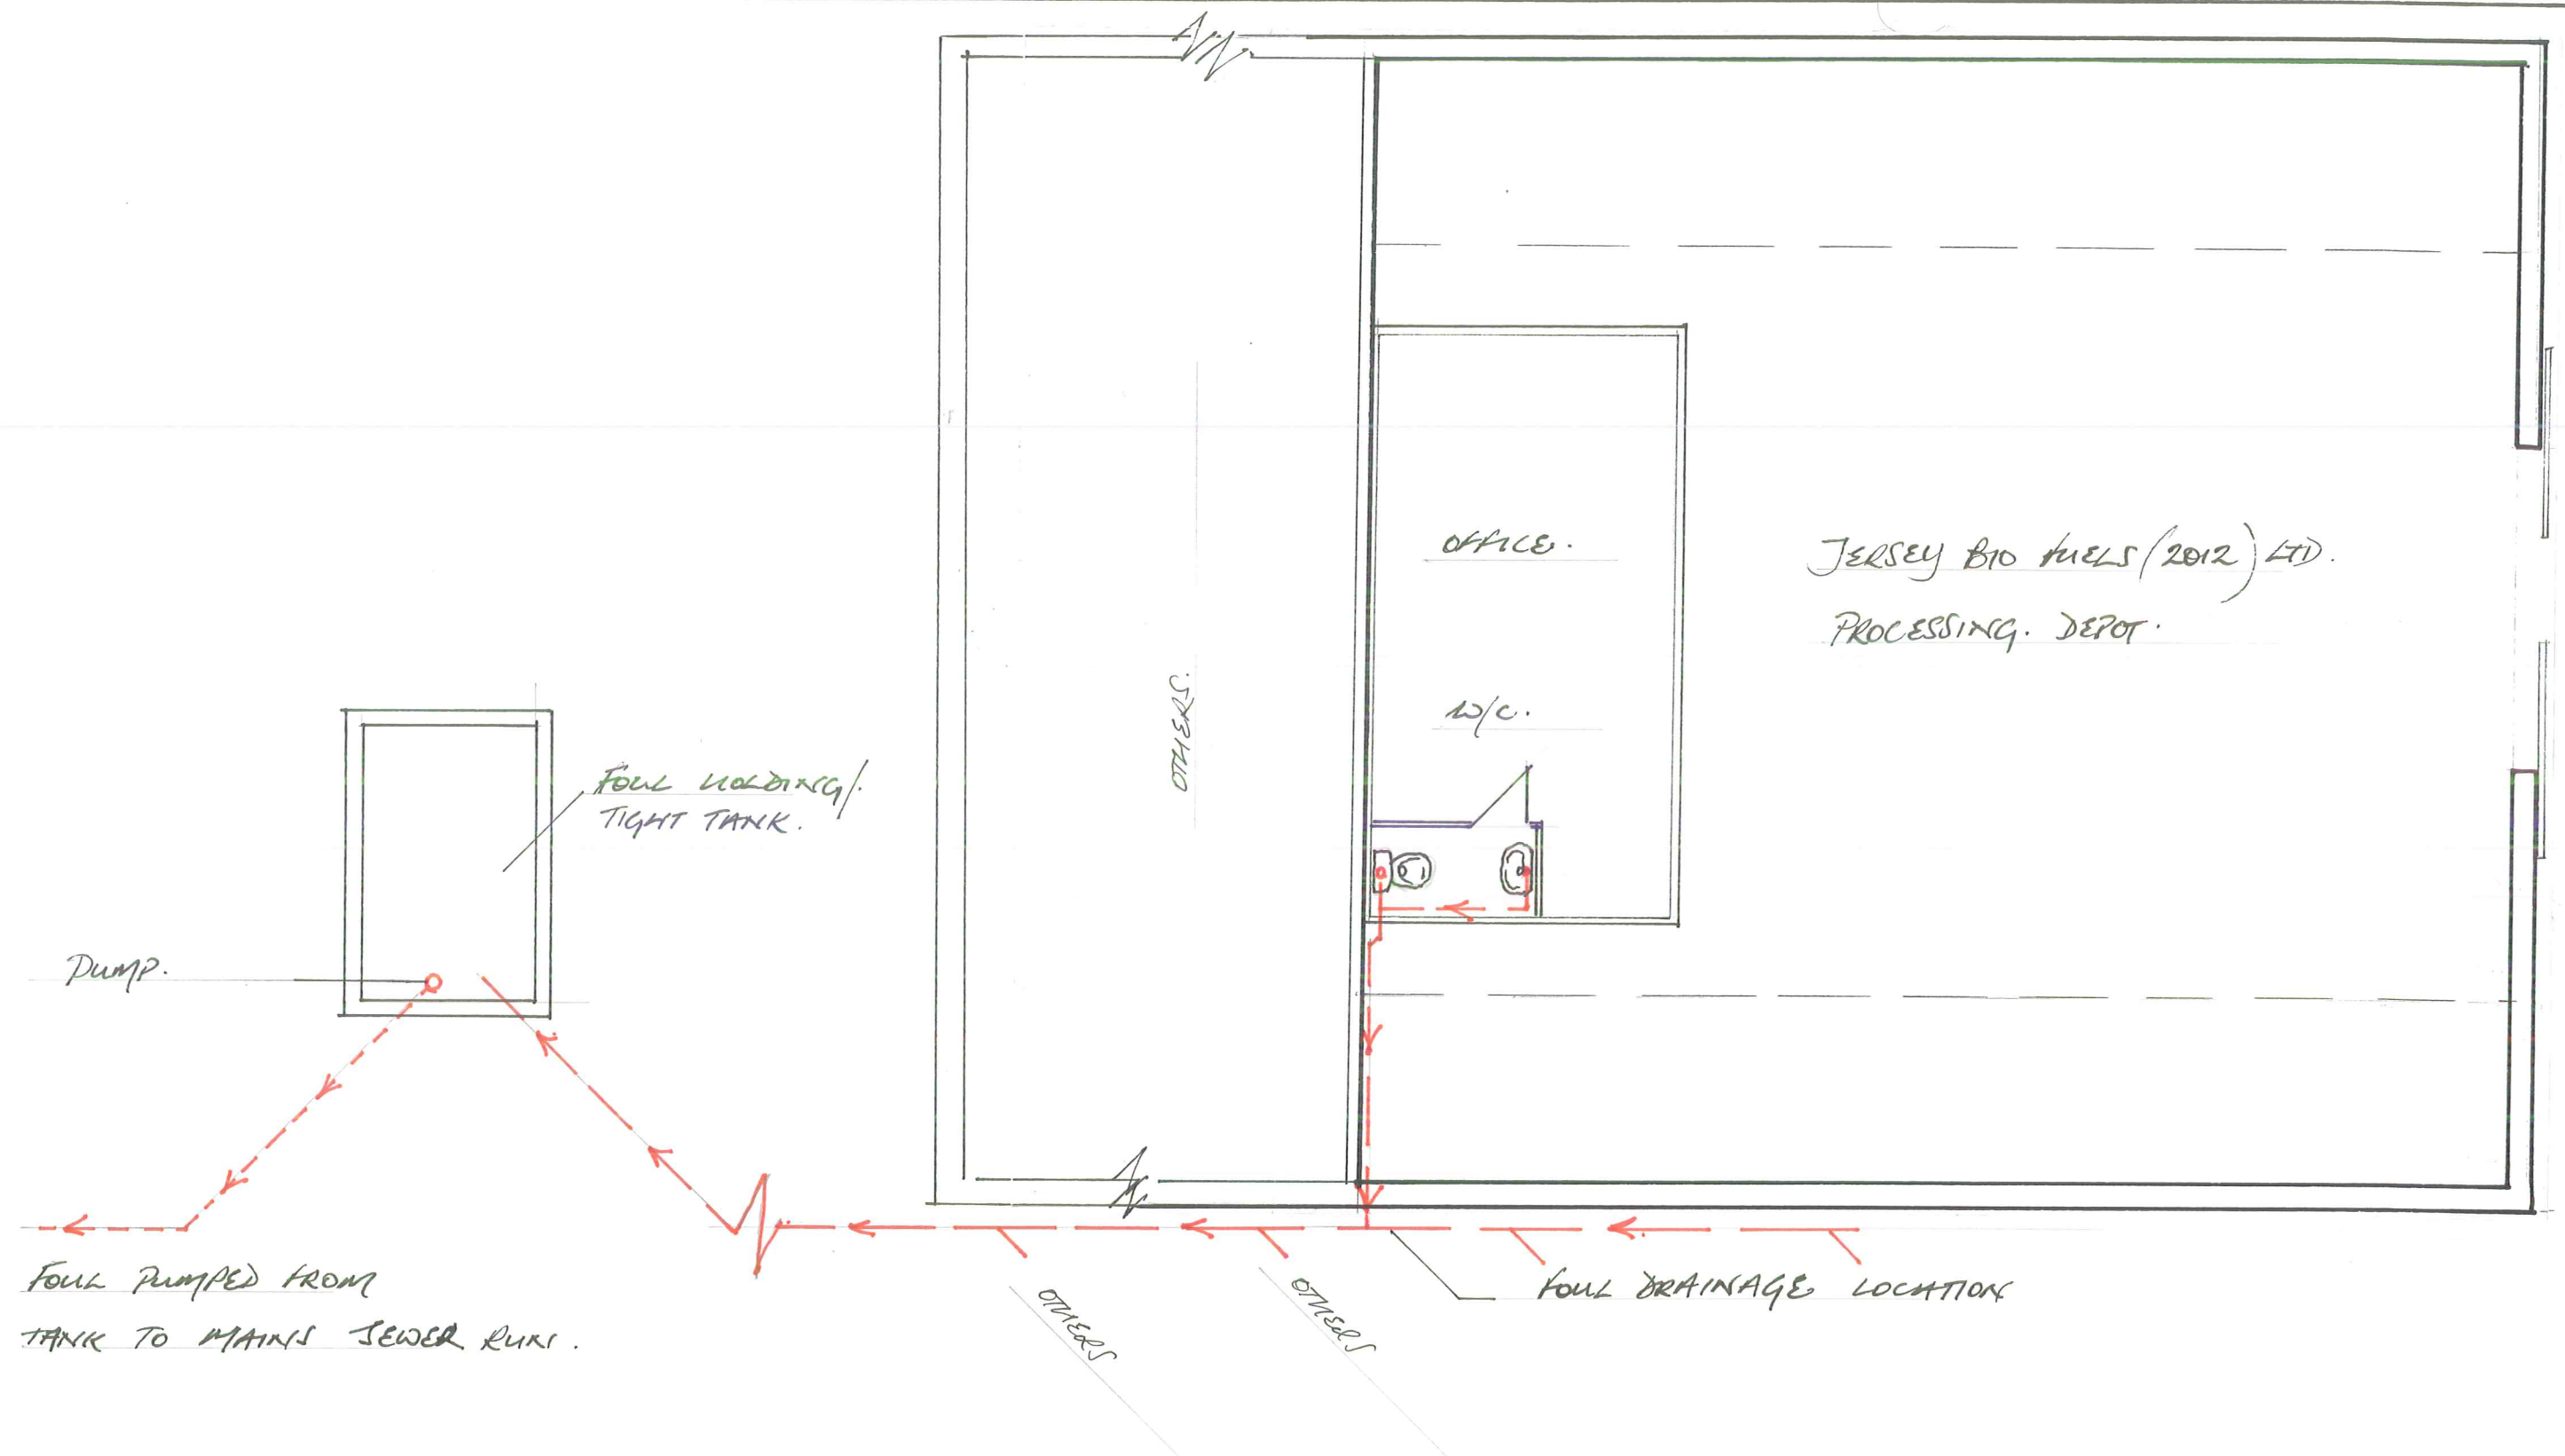 OFFICE.
JERSEY BIO FUELS (2012) LTD.
PROCESSING. DEPOT.
W/C.
OTHERS.
FOUL HOLDING/.
TIGHT TANK.
PUMP.
FOUL PUMPED FROM
TANK TO MAINS SEWER RUN.
OTHERS
OTHERS
FOUL DRAINAGE LOCATION